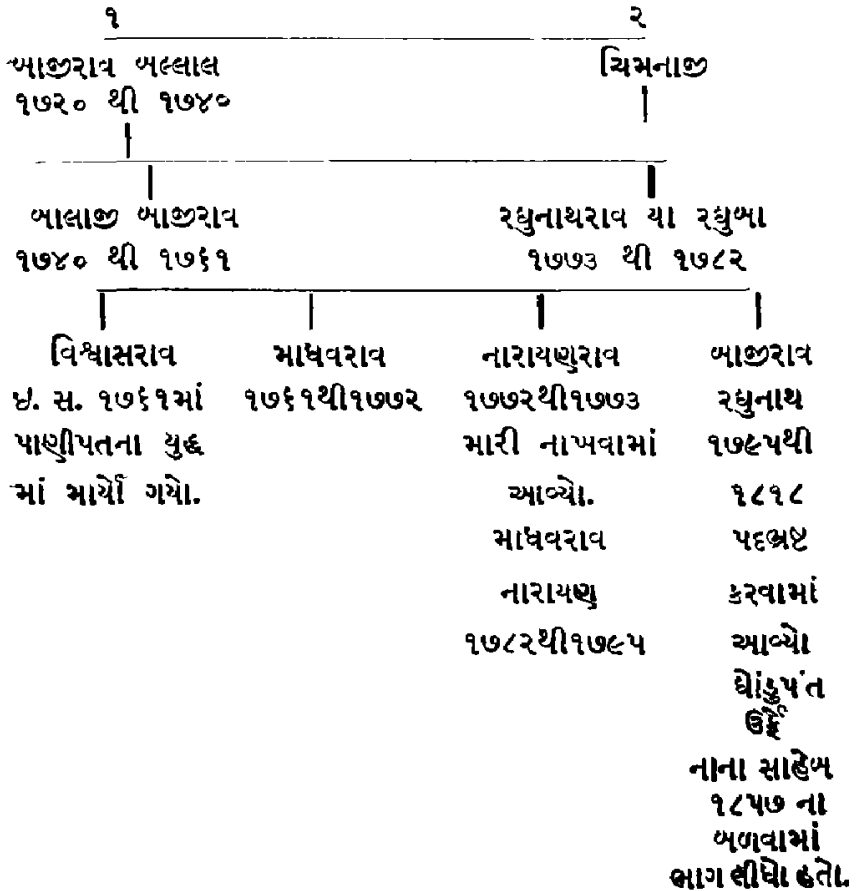 ૧ ૨
બાજીરાવ બલ્લાલ ચિમનાજી
૧૭૨૦ થી ૧૭૪૦
બાલાજી બાજીરાવ રઘુનાથરાવ યા રઘુબા
૧૭૪૦ થી ૧૭૬૧ ૧૭૭૩ થી ૧૭૮૨
વિશ્વાસરાવ માધવરાવ નારાયણરાવ બાજીરાવ
ઇ. સ. ૧૭૬૧માં ૧૭૬૧થી૧૭૭૨ ૧૭૭૨થી૧૭૭૩ રઘુનાથ
પાણીપતના યુદ્ધ મારી નાખવામાં ૧૭૯૫થી
માં માર્યો ગયો. આવ્યો. ૧૮૧૮
માધવરાવ પદભ્રષ્ટ
નારાયણ કરવામાં
૧૭૮૨થી૧૭૯૫ આવ્યો
ધોંડુપંત
ઉર્ફે
નાના સાહેબ
૧૮૫૭ ના
બળવામાં
ભાગ લીધો હતો.